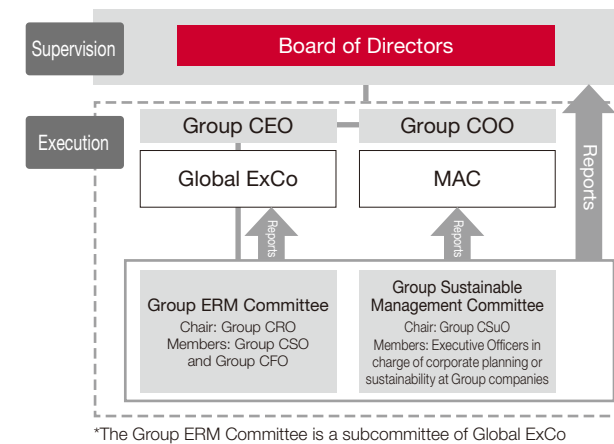 Supervision
Board of Directors
Execution
Group CEO
Group COO
Global ExCo
MAC
Reports
Reports
Reports
Group ERM Committee
Chair: Group CRO
Members: Group CSO
and Group CFO
Group Sustainable
Management Committee
Chair: Group CSuO
Members: Executive Officers in
charge of corporate planning or
sustainability at Group companies
*The Group ERM Committee is a subcommittee of Global ExCo